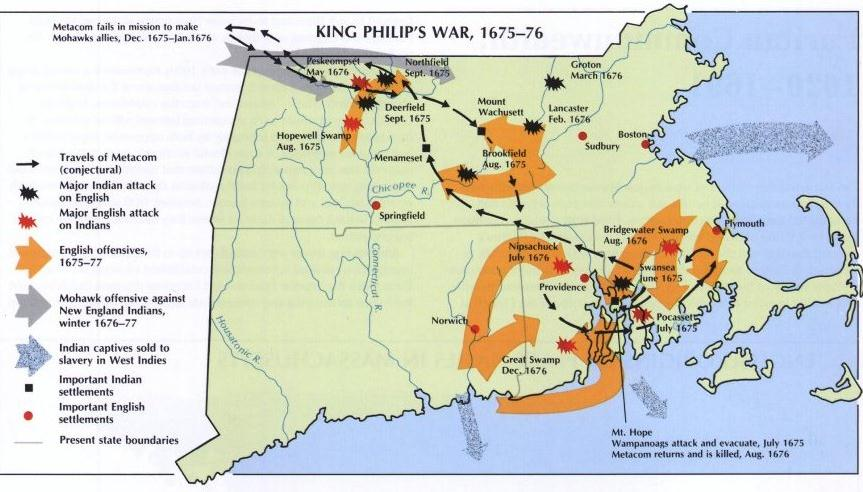 KING PHILIP'S WAR, 1675–76
Metacom fails in mission to make
Mohawks allies, Dec. 1675–Jan.1676
Peskeompset
May 1676
Northfield
Sept. 1675
Groton
March 1676
Deerfield
Sept. 1675
Mount
Wachusett
Lancaster
Feb. 1676
Hopewell Swamp
Aug. 1675
Sudbury
Boston
Menameset
Brookfield
Aug. 1675
Chicopee R.
Springfield
Connecticut R.
Housatonic R.
Bridgewater Swamp
Aug. 1676
Plymouth
Nipsachuck
July 1676
Swansea
June 1675
Providence
Norwich
Pocasset
July 1675
Great Swamp
Dec. 1676
Mt. Hope
Wampanoags attack and evacuate, July 1675
Metacom returns and is killed, Aug. 1676
Travels of Metacom
(conjectural)
Major Indian attack
on English
Major English attack
on Indians
English offensives,
1675–77
Mohawk offensive against
New England Indians,
winter 1676–77
Indian captives sold to
slavery in West Indies
Important Indian
settlements
Important English
settlements
Present state boundaries